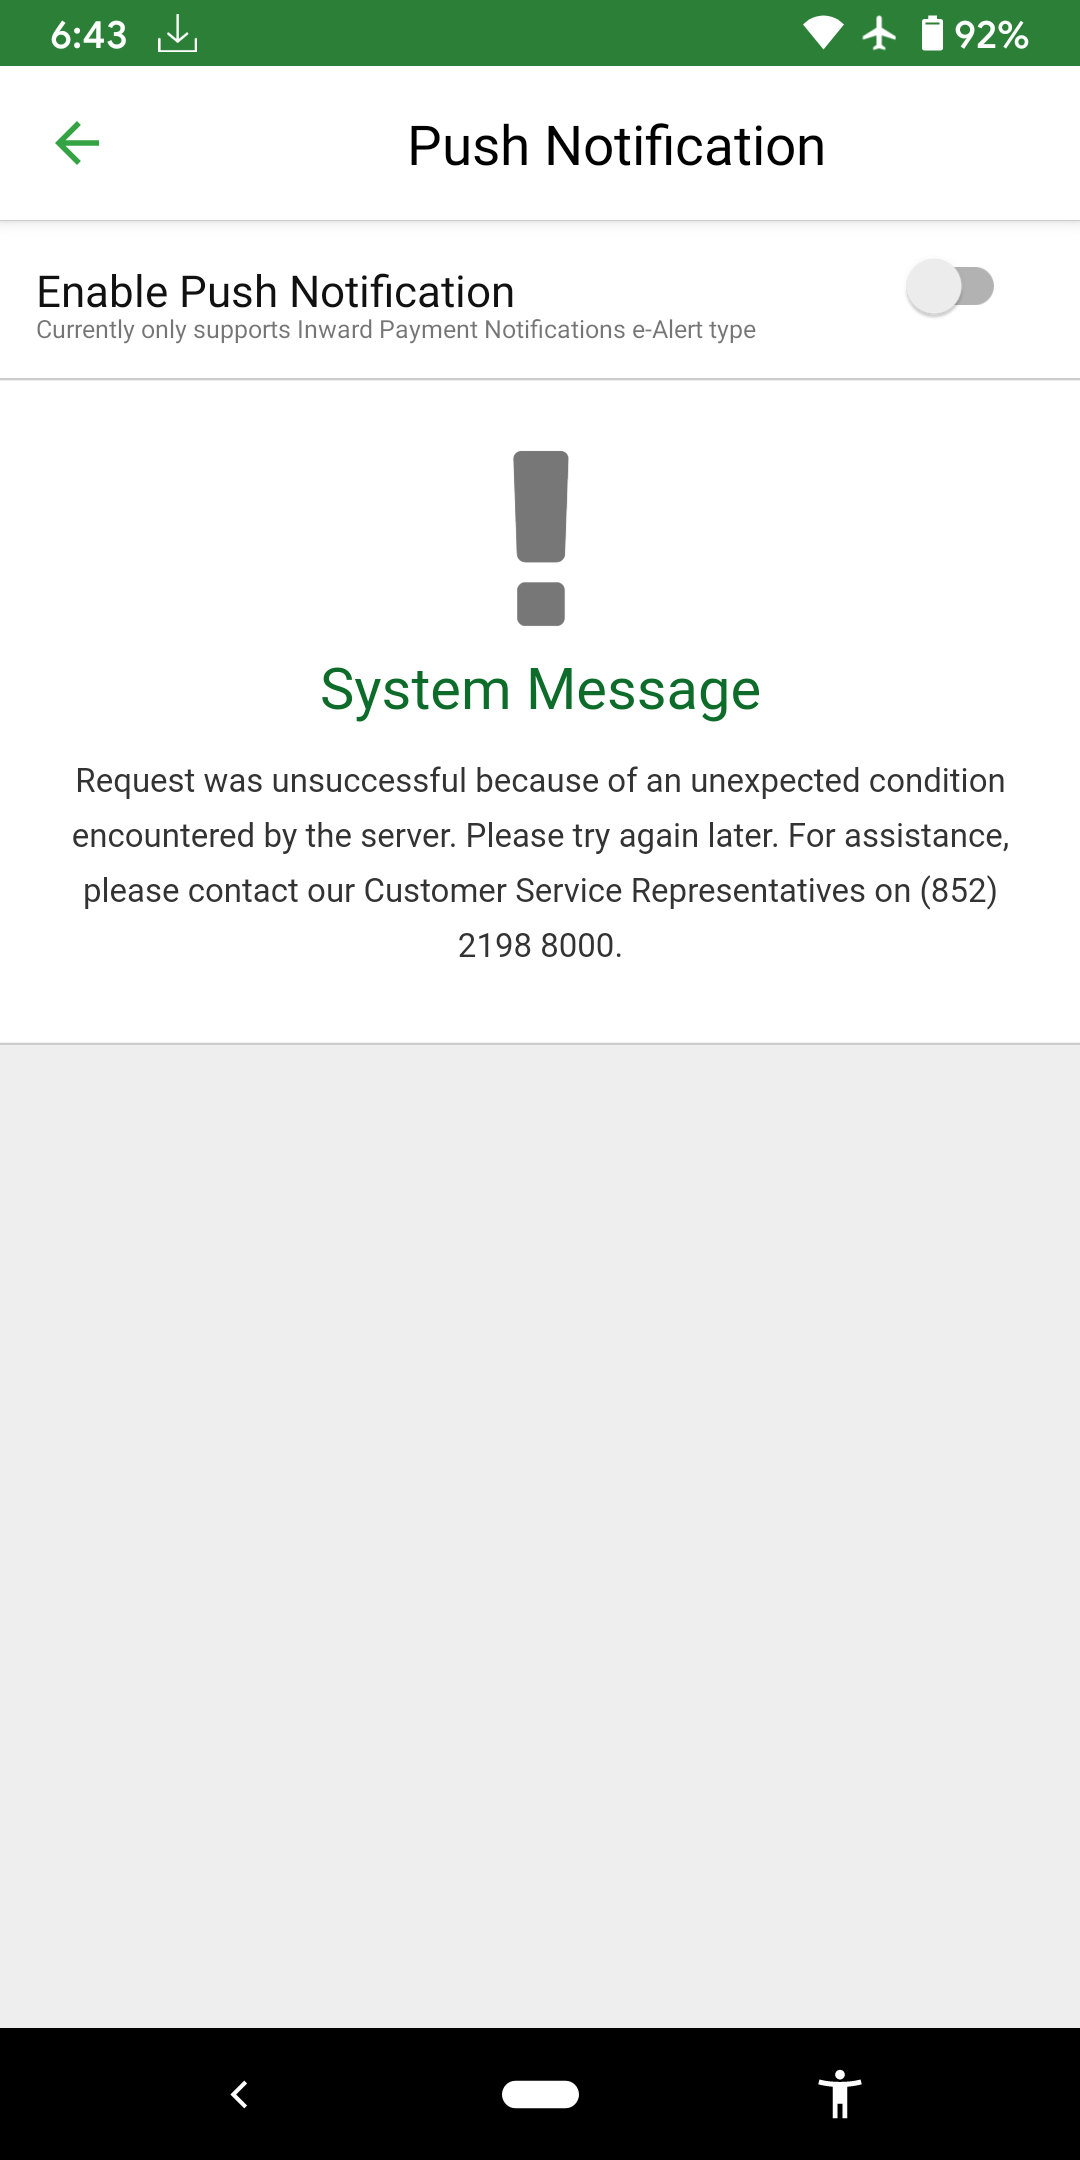 6:43
92%
Push Notification
Enable Push Notification
Currently only supports Inward Payment Notifications e-Alert type
System Message
Request was unsuccessful because of an unexpected condition
encountered by the server. Please try again later. For assistance,
please contact our Customer Service Representatives on (852)
2198 8000.